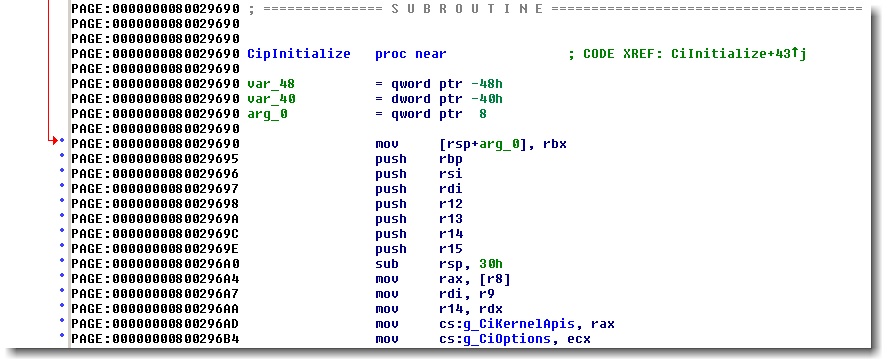 PAGE:0000000080029690 ; =============== S U B R O U T I N E =======================================
PAGE:0000000080029690
PAGE:0000000080029690
PAGE:0000000080029690 CipInitialize   proc near               ; CODE XREF: CiInitialize+43↑j
PAGE:0000000080029690
PAGE:0000000080029690 var_48          = qword ptr -48h
PAGE:0000000080029690 var_40          = dword ptr -40h
PAGE:0000000080029690 arg_0           = qword ptr  8
PAGE:0000000080029690
PAGE:0000000080029690                 mov     [rsp+arg_0], rbx
PAGE:0000000080029695                 push    rbp
PAGE:0000000080029696                 push    rsi
PAGE:0000000080029697                 push    rdi
PAGE:0000000080029698                 push    r12
PAGE:000000008002969A                 push    r13
PAGE:000000008002969C                 push    r14
PAGE:000000008002969E                 push    r15
PAGE:00000000800296A0                 sub     rsp, 30h
PAGE:00000000800296A4                 mov     rax, [r8]
PAGE:00000000800296A7                 mov     rdi, r9
PAGE:00000000800296AA                 mov     r14, rdx
PAGE:00000000800296AD                 mov     cs:g_CiKernelApis, rax
PAGE:00000000800296B4                 mov     cs:g_CiOptions, ecx